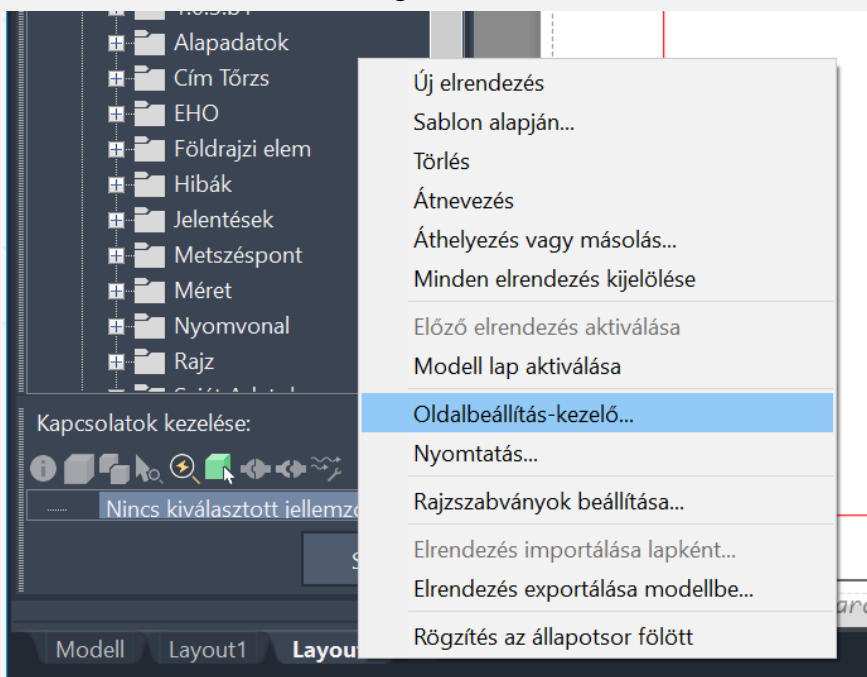 Alapadatok
Cím Tőrzs
EHO
Földrajzi elem
Hibák
Jelentések
Metszéspont
Méret
Nyomvonal
Rajz
Kapcsolatok kezelése:
Nincs kiválasztott jellemző
Modell
Layout1
Layou
Új elrendezés
Sablon alapján...
Törlés
Átnevezés
Áthelyezés vagy másolás...
Minden elrendezés kijelölése
Előző elrendezés aktiválása
Modell lap aktiválása
Oldalbeállítás-kezelő...
Nyomtatás...
Rajzszabványok beállítása...
Elrendezés importálása lapként...
Elrendezés exportálása modellbe...
Rögzítés az állapotsor fölött